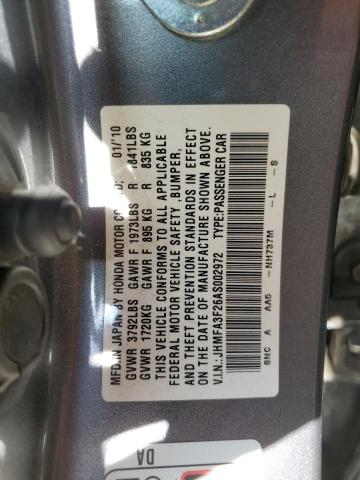 MFD.IN JAPAN BY HONDA MOTOR CO D: 01/10
GVWR 3792LBS GAWR F 1973LBS R 1841LBS
GVWR 1720KG GAWR F 895 KG R 835 KG
THIS VEHICLE CONFORMS TO ALL APPLICABLE
FEDERAL MOTOR VEHICLE SAFETY ,BUMPER,
AND THEFT PREVENTION STANDARDS IN EFFECT
ON THE DATE OF MANUFACTURE SHOWN ABOVE.
V.I.N.: JHMFA3F26AS002972 TYPE:PASSENGER CAR
SNC A AA5 -NH737M -L -S
DA